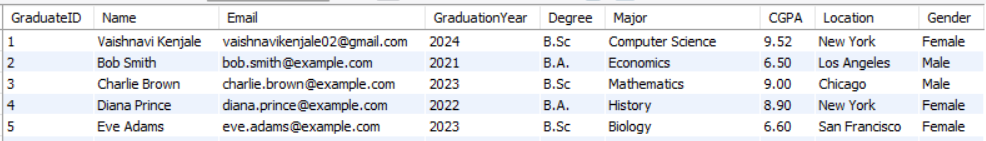 GraduateID Name Email GraduationYear Degree Major CGPA Location Gender
1 Vaishnavi Kenjale vaishnavikenjale02@gmail.com 2024 B.Sc Computer Science 9.52 New York Female
2 Bob Smith bob.smith@example.com 2021 B.A. Economics 6.50 Los Angeles Male
3 Charlie Brown charlie.brown@example.com 2023 B.Sc Mathematics 9.00 Chicago Male
4 Diana Prince diana.prince@example.com 2022 B.A. History 8.90 New York Female
5 Eve Adams eve.adams@example.com 2023 B.Sc Biology 6.60 San Francisco Female